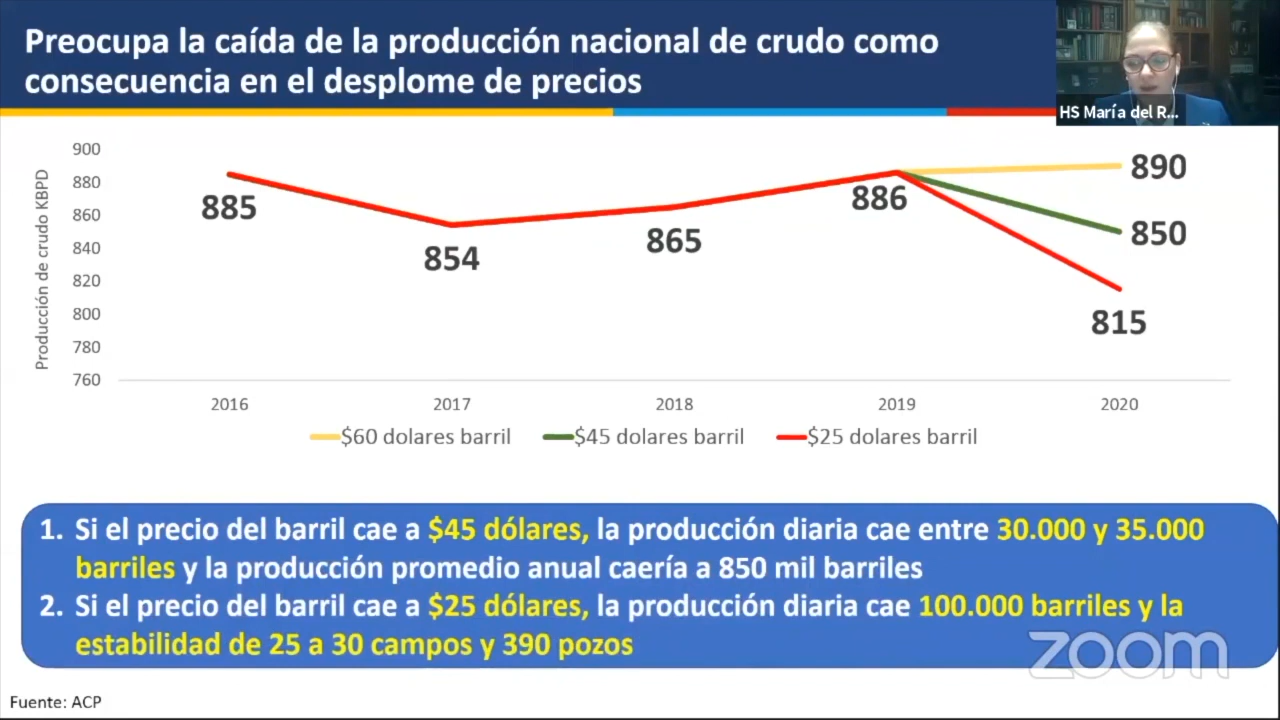 Preocupa la caída de la producción nacional de crudo como
consecuencia en el desplome de precios
HS María del R...
Producción de crudo KBPD
900
880
860
840
820
800
780
760
885
854
865
886
890
850
815
2016 2017 2018 2019 2020
$60 dolares barril $45 dolares barril $25 dolares barril
1. Si el precio del barril cae a $45 dólares, la producción diaria cae entre 30.000 y 35.000
barriles y la producción promedio anual caería a 850 mil barriles
2. Si el precio del barril cae a $25 dólares, la producción diaria cae 100.000 barriles y la
estabilidad de 25 a 30 campos y 390 pozos
zoom
Fuente: ACP